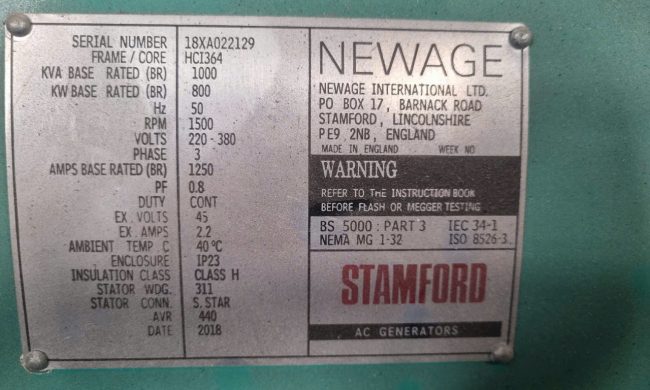 SERIAL NUMBER 18XA022129
FRAME / CORE HCI364
KVA BASE RATED (BR) 1000
KW BASE RATED (BR) 800
Hz 50
RPM 1500
VOLTS 220 - 380
PHASE 3
AMPS BASE RATED (BR) 1250
PF 0.8
DUTY CONT
EX. VOLTS 45
EX. AMPS 2.2
AMBIENT TEMP. C 40°C
ENCLOSURE IP23
INSULATION CLASS CLASS H
STATOR WDG. 311
STATOR CONN. S. STAR
AVR 440
DATE 2018
NEWAGE
NEWAGE INTERNATIONAL LTD.
PO BOX 17, BARNACK ROAD
STAMFORD, LINCOLNSHIRE
PE9 2NB, ENGLAND
MADE IN ENGLAND WEEK NO
WARNING
REFER TO THE INSTRUCTION BOOK
BEFORE FLASH OR MEGGER TESTING
BS 5000 : PART 3 IEC 34-1
NEMA MG 1-32 ISO 8526-3
STAMFORD
AC GENERATORS